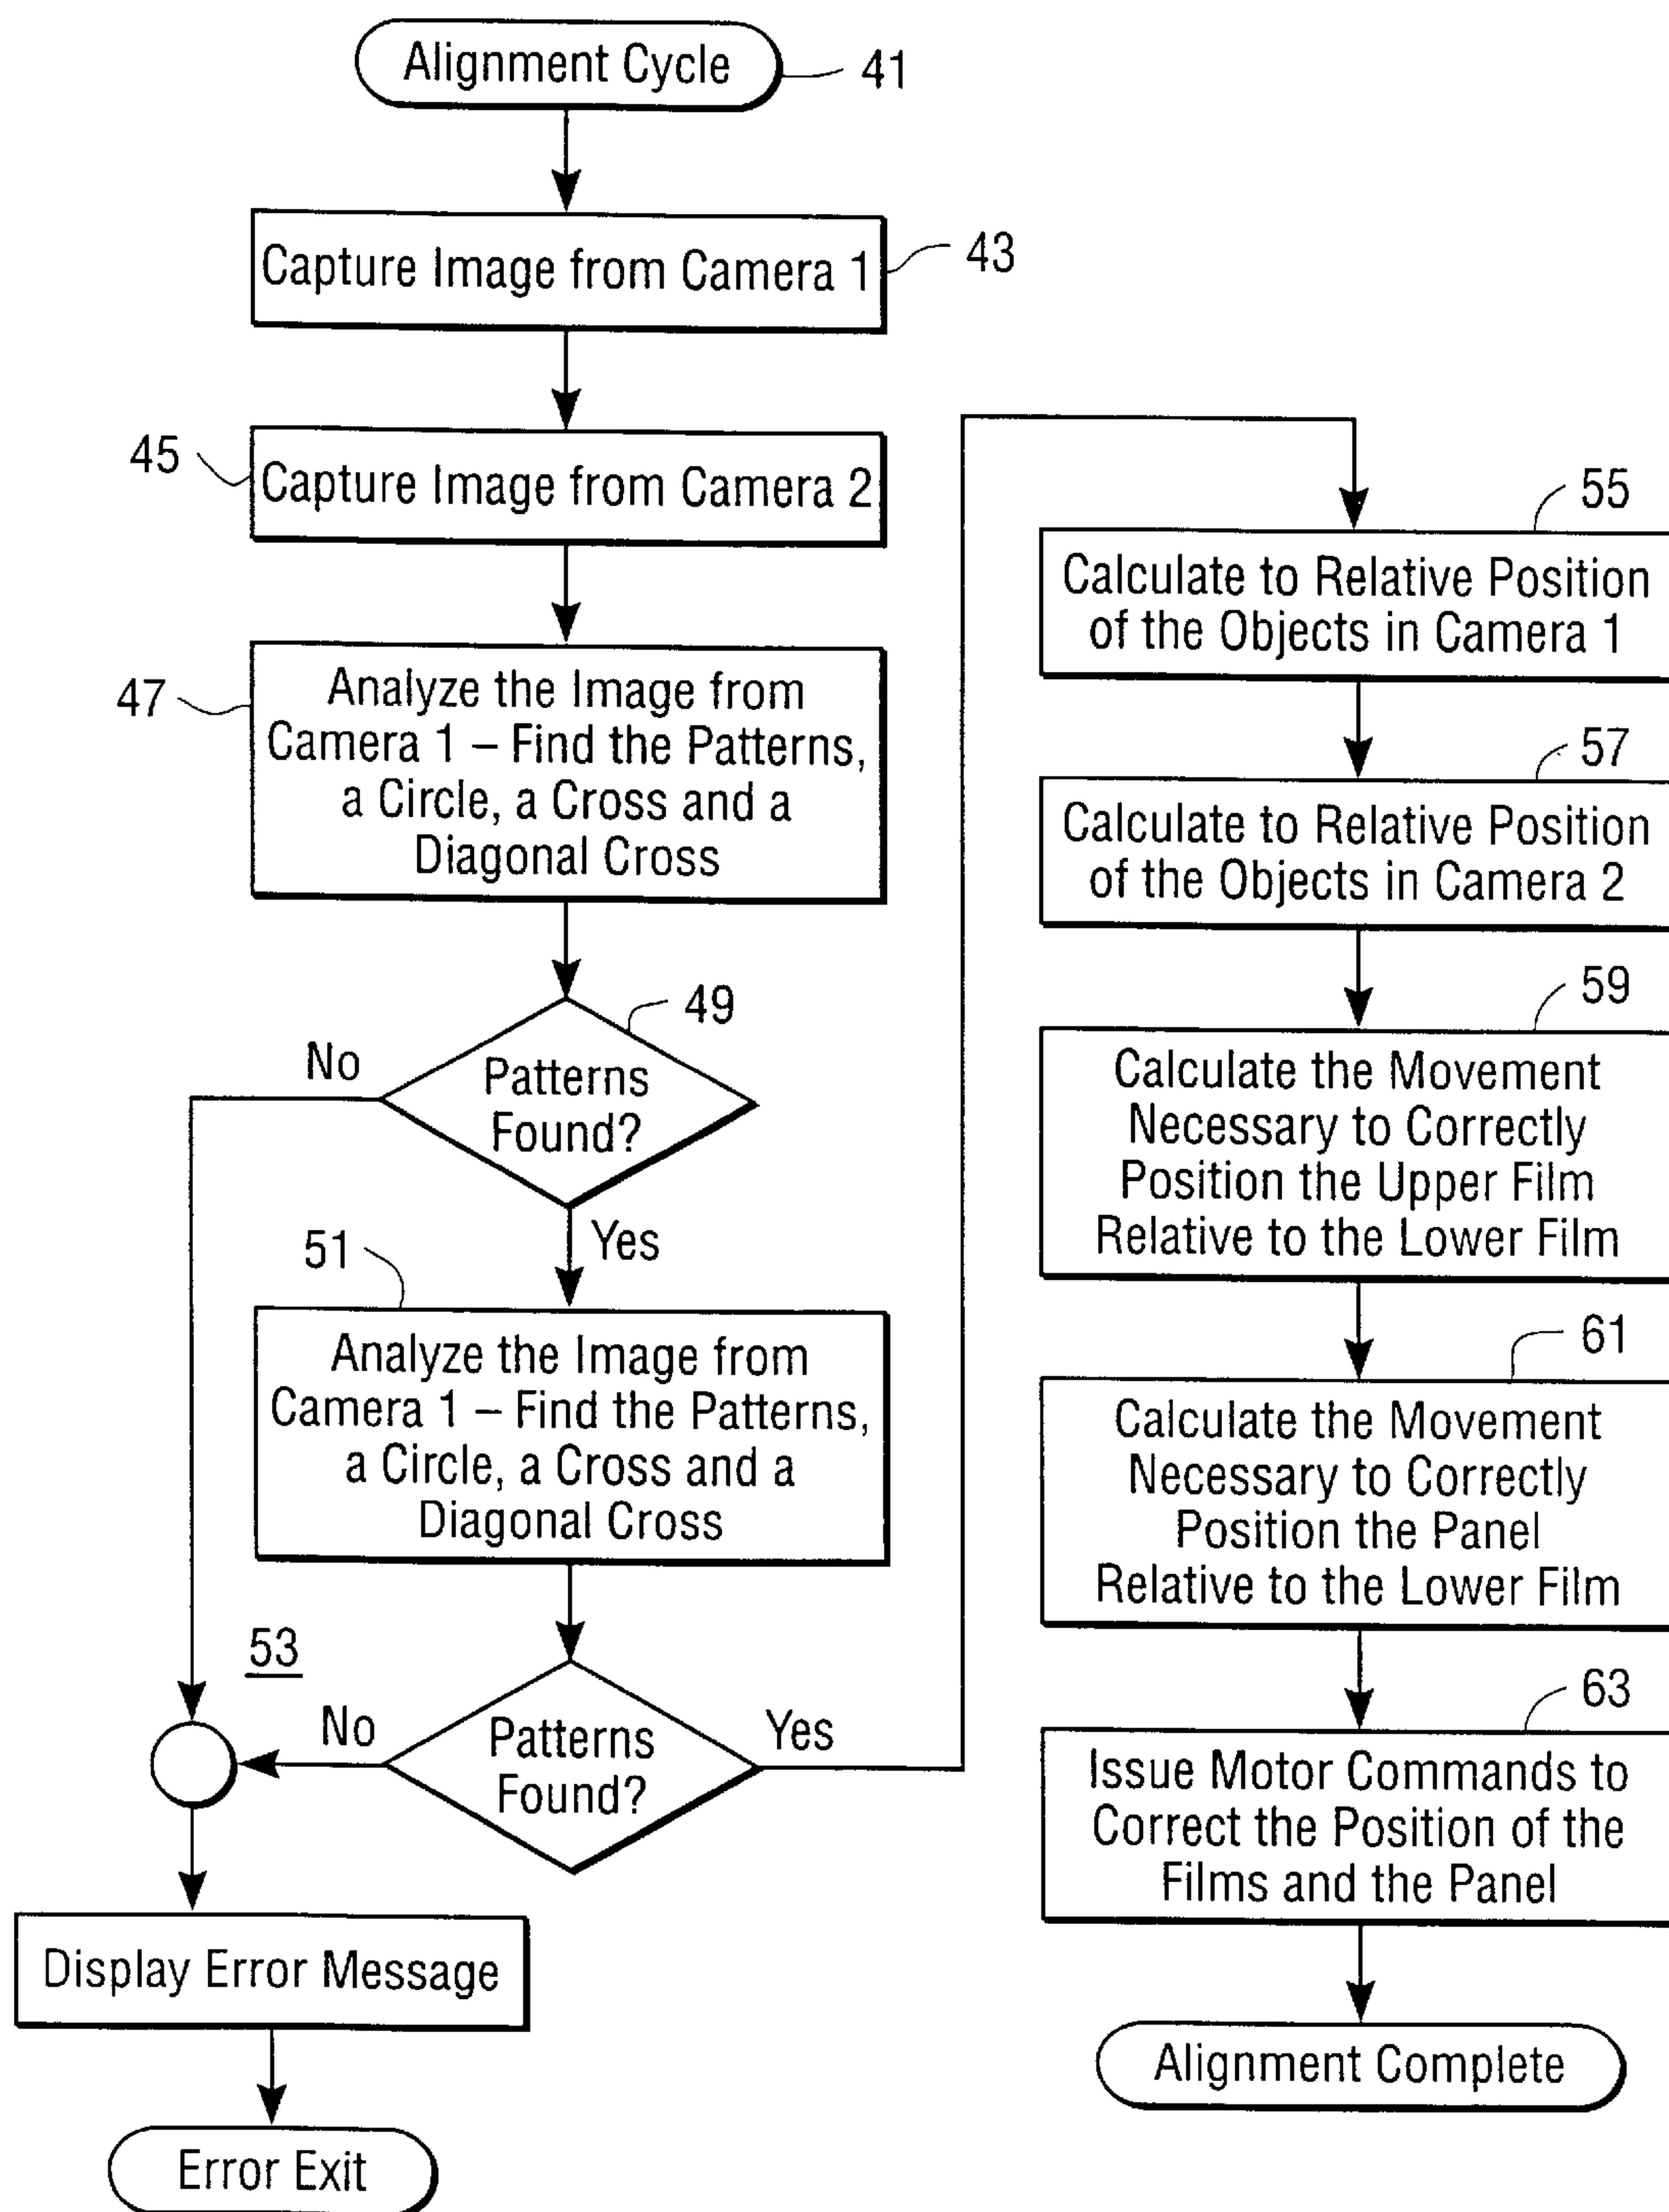 Alignment Cycle
41
Capture Image from Camera 1
43
45
Capture Image from Camera 2
47
Analyze the Image from
Camera 1 – Find the Patterns,
a Circle, a Cross and a
Diagonal Cross
49
No
Patterns
Found?
Yes
51
Analyze the Image from
Camera 1 – Find the Patterns,
a Circle, a Cross and a
Diagonal Cross
53
No
Patterns
Found?
Yes
Display Error Message
Error Exit
55
Calculate to Relative Position
of the Objects in Camera 1
57
Calculate to Relative Position
of the Objects in Camera 2
59
Calculate the Movement
Necessary to Correctly
Position the Upper Film
Relative to the Lower Film
61
Calculate the Movement
Necessary to Correctly
Position the Panel
Relative to the Lower Film
63
Issue Motor Commands to
Correct the Position of the
Films and the Panel
Alignment Complete